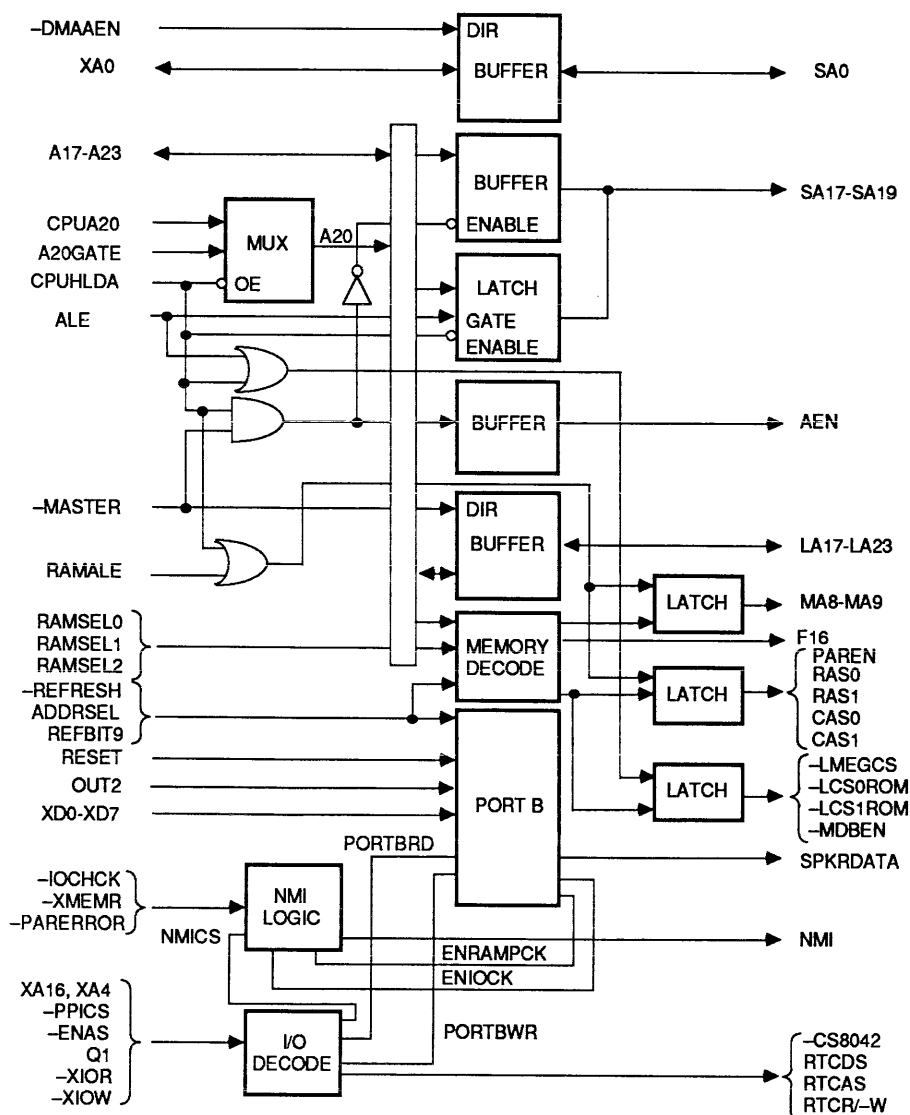 –DMAAEN
DIR
XA0
BUFFER
SA0
A17-A23
BUFFER
SA17-SA19
CPUA20
MUX
A20
ENABLE
A20GATE
CPUHLDA
OE
LATCH
ALE
GATE
ENABLE
BUFFER
AEN
–MASTER
DIR
BUFFER
LA17-LA23
RAMALE
LATCH
MA8-MA9
RAMSEL0
RAMSEL1
RAMSEL2
MEMORY
DECODE
F16
PAREN
RAS0
RAS1
CAS0
CAS1
LATCH
–REFRESH
ADDRSEL
REFBIT9
RESET
OUT2
XD0-XD7
PORT B
LATCH
–LMEGCS
–LCS0ROM
–LCS1ROM
–MDBEN
PORTBRD
SPKRDATA
–IOCHCK
–XMEMR
–PARERROR
NMI
LOGIC
NMICS
NMI
ENRAMPCK
ENIOCK
XA16, XA4
–PPICS
–ENAS
Q1
–XIOR
–XIOW
I/O
DECODE
PORTBWR
–CS8042
RTCDS
RTCAS
RTCR/–W